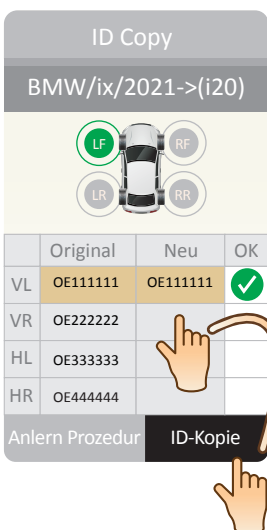 ID Copy
BMW/ix/2021->(i20)
LF RF
LR RR
Original Neu OK
VL OE111111 OE111111
VR OE222222
HL OE333333
HR OE444444
Anlern Prozedur ID-Kopie